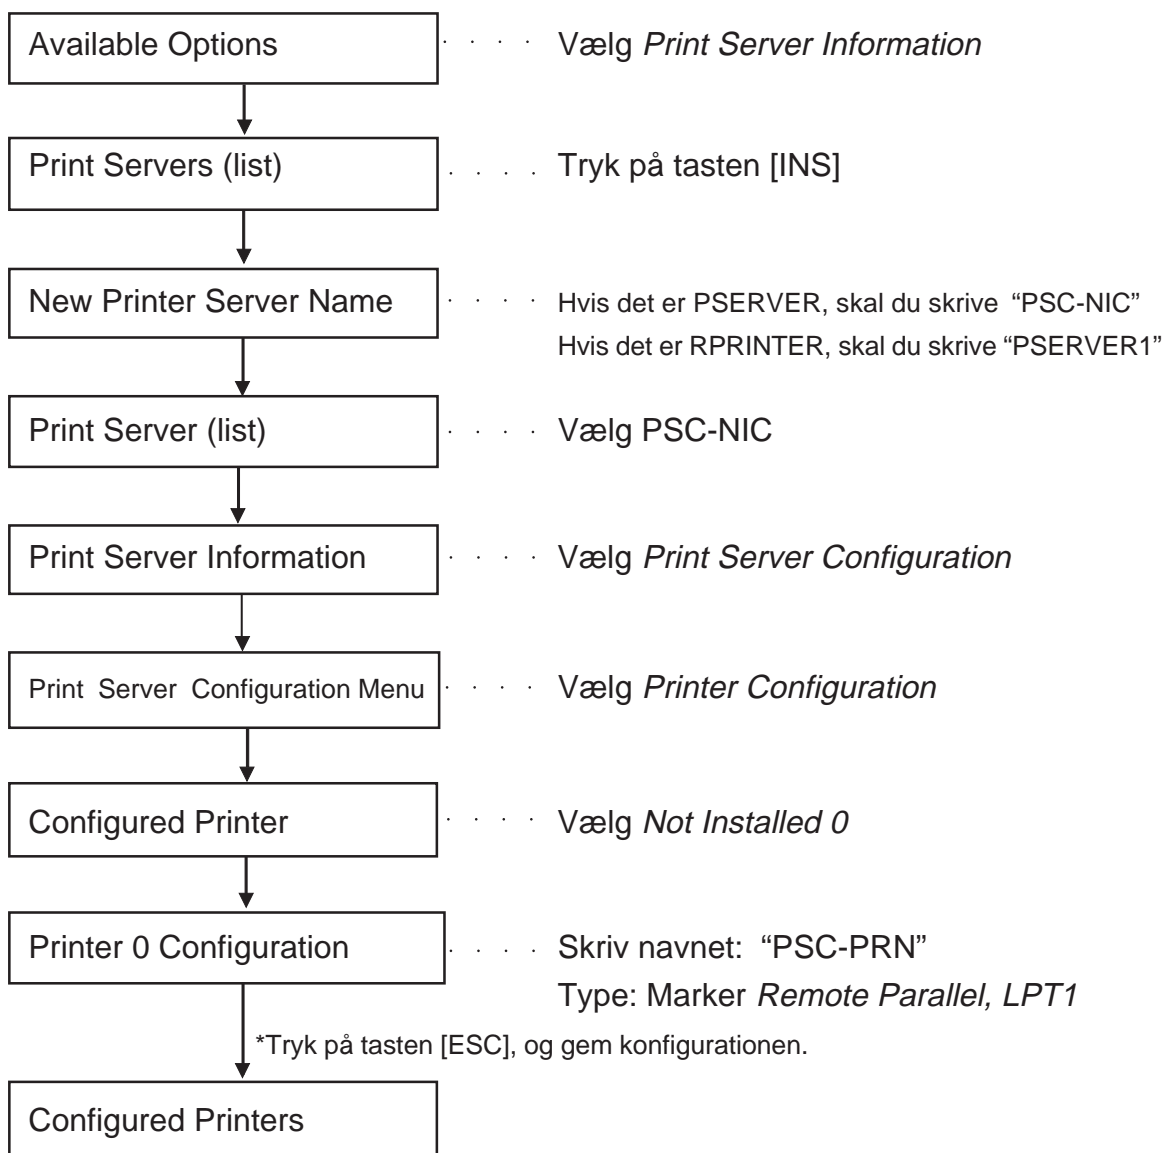 Available Options · · · · Vælg Print Server Information
Print Servers (list) · · · · Tryk på tasten [INS]
New Printer Server Name · · · · Hvis det er PSERVER, skal du skrive “PSC-NIC”
Hvis det er RPRINTER, skal du skrive “PSERVER1”
Print Server (list) · · · · Vælg PSC-NIC
Print Server Information · · · · Vælg Print Server Configuration
Print Server Configuration Menu · · · · Vælg Printer Configuration
Configured Printer · · · · Vælg Not Installed 0
Printer 0 Configuration · · · · Skriv navnet: “PSC-PRN”
Type: Marker Remote Parallel, LPT1
*Tryk på tasten [ESC], og gem konfigurationen.
Configured Printers